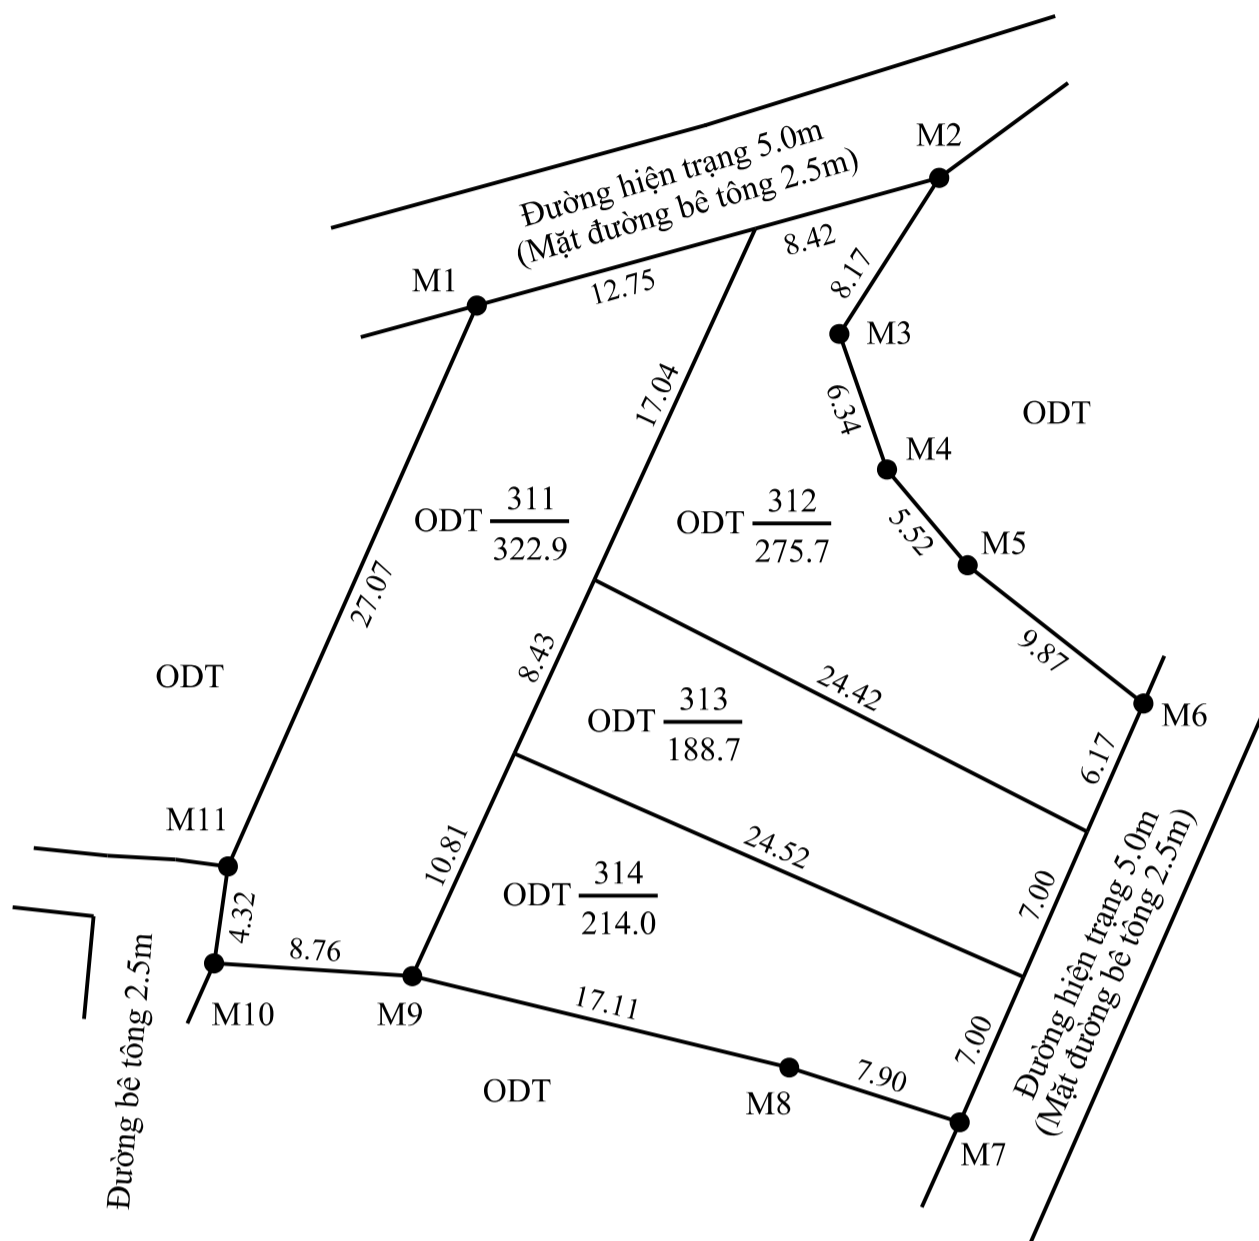 Đường hiện trạng 5.0m
(Mặt đường bê tông 2.5m)
M2
8.42
M1
12.75
8.17
M3
17.04
6.34
ODT
M4
ODT 311
322.9
ODT 312
275.7
5.52
M5
27.07
8.43
9.87
ODT
24.42
M6
ODT 313
188.7
6.17
M11
24.52
10.81
ODT 314
214.0
7.00
Đường hiện trạng 5.0m
(Mặt đường bê tông 2.5m)
4.32
8.76
M10
M9
17.11
7.00
Đường bê tông 2.5m
ODT
7.90
M8
M7